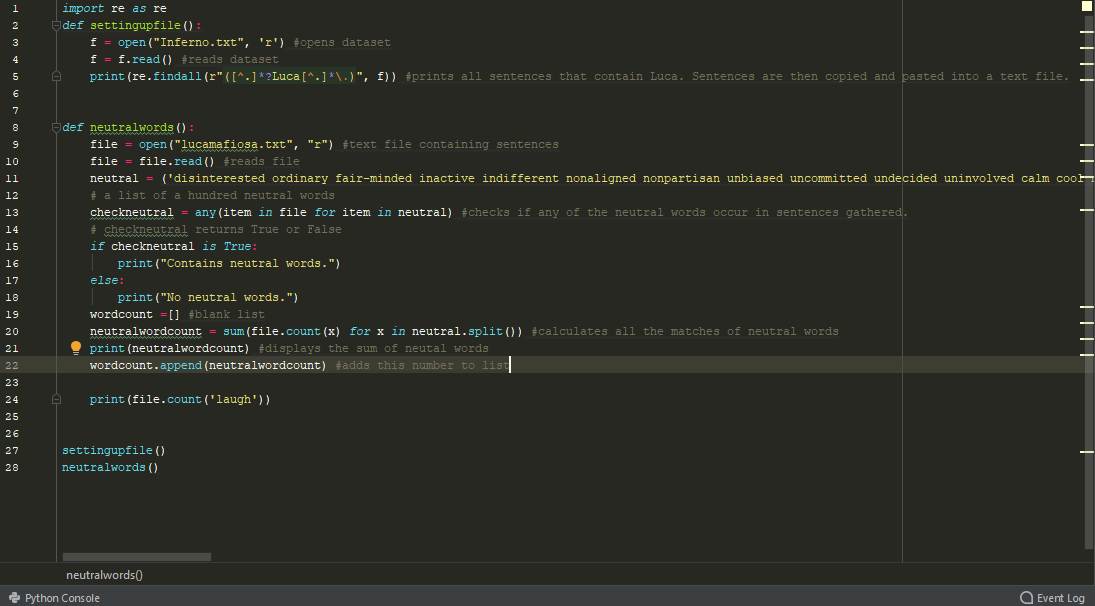 1 import re as re
2 def settingupfile():
3 f = open("Inferno.txt", 'r') #opens dataset
4 f = f.read() #reads dataset
5 print(re.findall(r"([^.]*?Luca[^.]*\.)", f)) #prints all sentences that contain Luca. Sentences are then copied and pasted into a text file.
6
7
8 def neutralwords():
9 file = open("lucamafiosa.txt", "r") #text file containing sentences
10 file = file.read() #reads file
11 neutral = ('disinterested ordinary fair-minded inactive indifferent nonaligned nonpartisan unbiased uncommitted undecided uninvolved calm cool
12 # a list of a hundred neutral words
13 checkneutral = any(item in file for item in neutral) #checks if any of the neutral words occur in sentences gathered.
14 # checkneutral returns True or False
15 if checkneutral is True:
16 print("Contains neutral words.")
17 else:
18 print("No neutral words.")
19 wordcount =[] #blank list
20 neutralwordcount = sum(file.count(x) for x in neutral.split()) #calculates all the matches of neutral words
21 print(neutralwordcount) #displays the sum of neutal words
22 wordcount.append(neutralwordcount) #adds this number to list
23
24 print(file.count('laugh'))
25
26
27 settingupfile()
28 neutralwords()
neutralwords()
Python Console Event Log